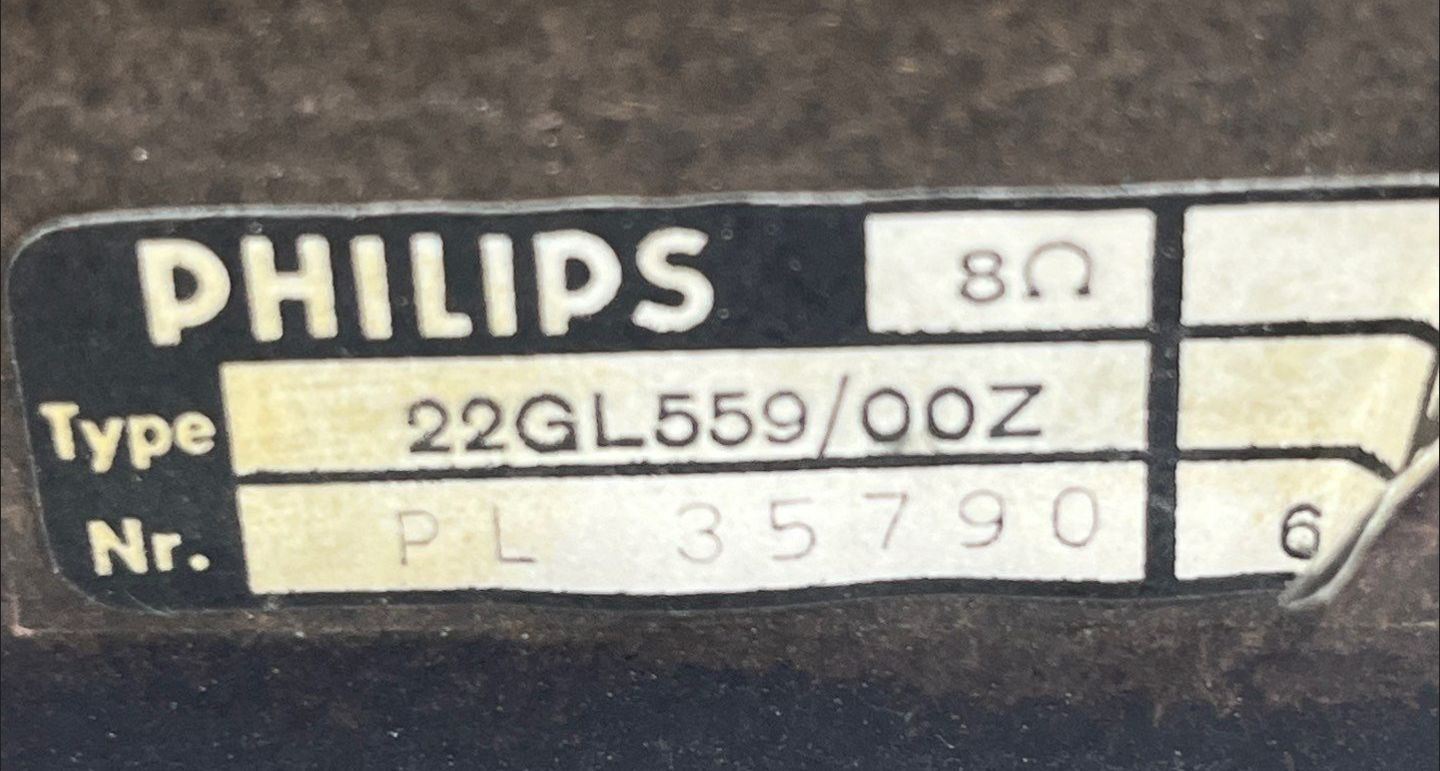 PHILIPS 8Ω
Type 22GL559/00Z
Nr. PL 35790 6